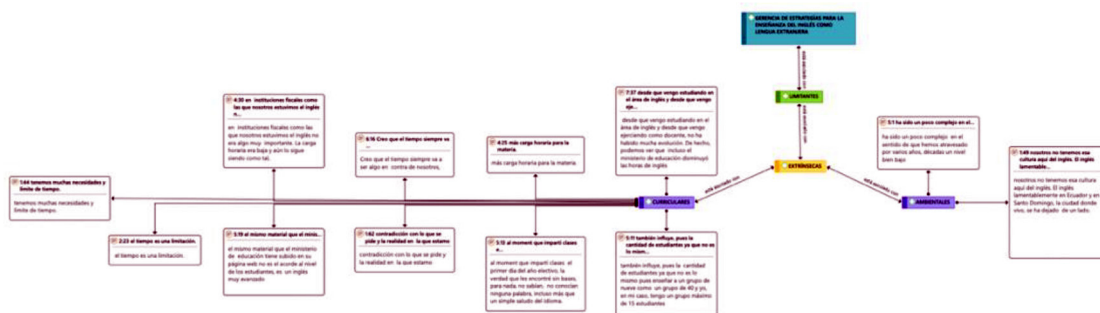 GERENCIA DE ESTRATEGÍAS PARA LA
ENSEÑANZA DEL INGLÉS COMO
LENGUA EXTRANJERA
está asociado con
LIMITANTES
está asociado con
EXTRÍNSECAS
está asociado con
está asociado con
CURRICULARES
AMBIENTALES
4:30 en instituciones fiscales como
las que nosotros estuvimos el inglés
n...
en instituciones fiscales como las
que nosotros estuvimos el inglés no
era algo muy importante. La carga
horaria era baja y aún lo sigue
siendo como tal.
6:16 Creo que el tiempo siempre va
...
Creo que el tiempo siempre va a
ser algo en contra de nosotros,
4:25 más carga horaria para la
materia.
más carga horaria para la materia
7:37 desde que vengo estudiando en
el área de inglés y desde que vengo
eje...
desde que vengo estudiando en el
área de inglés y desde que vengo
ejerciendo como docente, no ha
habido mucha evolución. De hecho,
podemos ver que incluso el
ministerio de educación disminuyó
las horas de inglés
5:1 ha sido un poco complejo en el...
ha sido un poco complejo en el
sentido de que hemos atravesado
por varios años, décadas un nivel
bien bajo
1:49 nosotros no tenemos esa
cultura aquí del inglés. El inglés
lamentable...
nosotros no tenemos esa cultura
aquí del inglés. El inglés
lamentablemente en Ecuador y en
Santo Domingo, la ciudad donde
vivo, se ha dejado de un lado.
1:44 tenemos muchas necesidades y
límite de tiempo.
tenemos muchas necesidades y
límite de tiempo.
2:23 el tiempo es una limitación.
el tiempo es una limitación.
5:19 el mismo material que el minis...
el mismo material que el ministerio
de educación tiene subido en su
página web no es el acorde al nivel
de los estudiantes, es un inglés
muy avanzado
1:62 contradicción con lo que se
pide y la realidad en la que estamo
contradicción con lo que se pide
y la realidad en la que estamo
5:10 al momento que impartí clases
e...
al momento que impartí clases el
primer día del año electivo, la
verdad que les encontré sin bases,
para nada, no sabían, no conocían
ninguna palabra, incluso más que
un simple saludo del idioma.
5:11 también influye, pues la
cantidad de estudiantes ya que no es
lo mism...
también influye, pues la cantidad
de estudiantes ya que no es lo
mismo pues enseñar a un grupo de
nueve como un grupo de 40 y yo,
en mi caso, tengo un grupo máximo
de 15 estudiantes